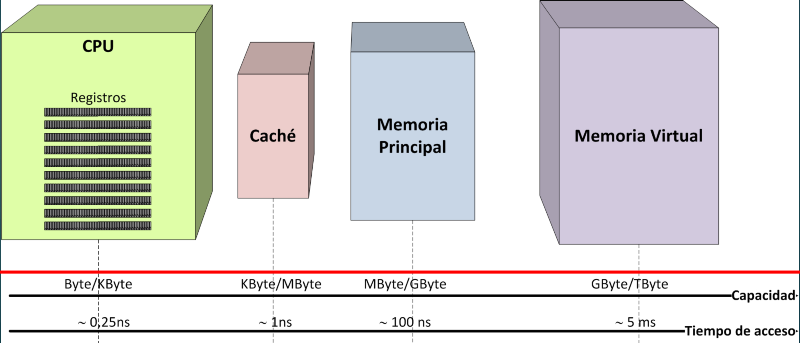 CPU
Registros
Caché
Memoria
Principal
Memoria Virtual
Byte/KByte
KByte/MByte
MByte/GByte
GByte/TByte
Capacidad
~ 0,25ns
~ 1ns
~ 100 ns
~ 5 ms
Tiempo de acceso